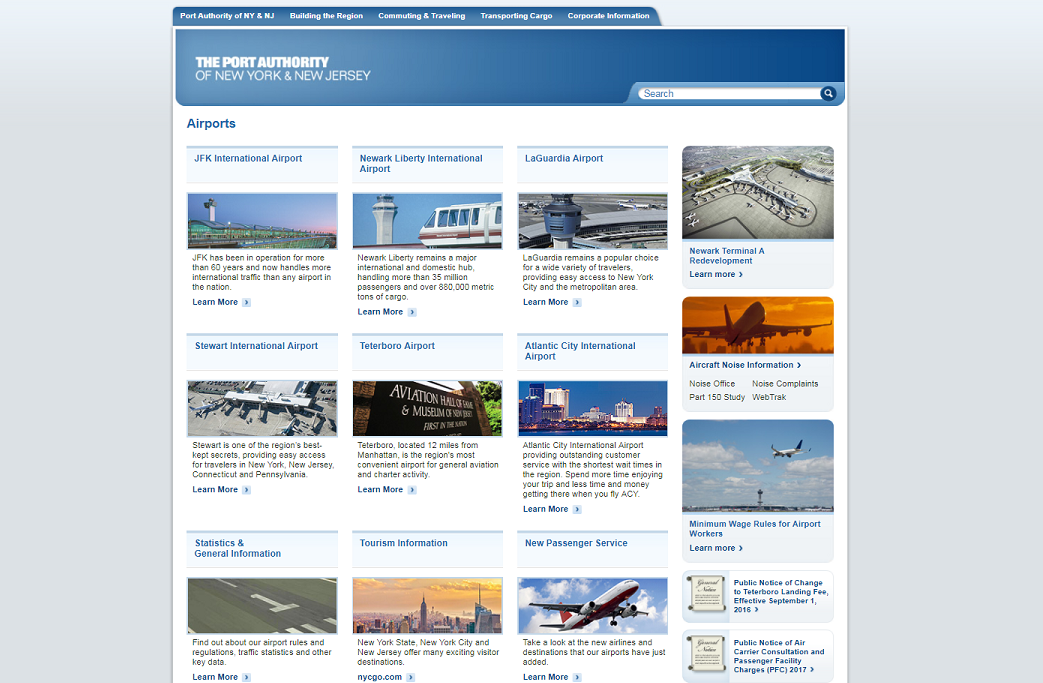 Port Authority of NY & NJ
Building the Region
Commuting & Traveling
Transporting Cargo
Corporate Information
THE PORT AUTHORITY
OF NEW YORK & NEW JERSEY
Search
Airports
JFK International Airport
JFK has been in operation for more
than 60 years and now handles more
international traffic than any airport in
the nation.
Learn More
Newark Liberty International
Airport
Newark Liberty remains a major
international and domestic hub,
handling more than 35 million
passengers and over 880,000 metric
tons of cargo.
Learn More
LaGuardia Airport
LaGuardia remains a popular choice
for a wide variety of travelers,
providing easy access to New York
City and the metropolitan area.
Learn More
Stewart International Airport
Stewart is one of the region's best-
kept secrets, providing easy access
for travelers in New York, New Jersey,
Connecticut and Pennsylvania.
Learn More
Teterboro Airport
AVIATION HALL OF FAME
& MUSEUM OF NEW JERSEY
FIRST IN THE NATION
Teterboro, located 12 miles from
Manhattan, is the region's most
convenient airport for general aviation
and charter activity.
Learn More
Atlantic City International
Airport
Atlantic City International Airport
providing outstanding customer
service with the shortest wait times in
the region. Spend more time enjoying
your trip and less time and money
getting there when you fly ACY.
Learn More
Statistics &
General Information
Find out about our airport rules and
regulations, traffic statistics and other
key data.
Learn More
Tourism Information
New York State, New York City and
New Jersey offer many exciting visitor
destinations.
nycgo.com
New Passenger Service
Take a look at the new airlines and
destinations that our airports have just
added.
Learn More
Newark Terminal A
Redevelopment
Learn more
Aircraft Noise Information
Noise Office
Noise Complaints
Part 150 Study
WebTrak
Minimum Wage Rules for Airport
Workers
Learn more
General
Notice
Public Notice of Change
to Teterboro Landing Fee,
Effective September 1,
2016
General
Notice
Public Notice of Air
Carrier Consultation and
Passenger Facility
Charges (PFC) 2017